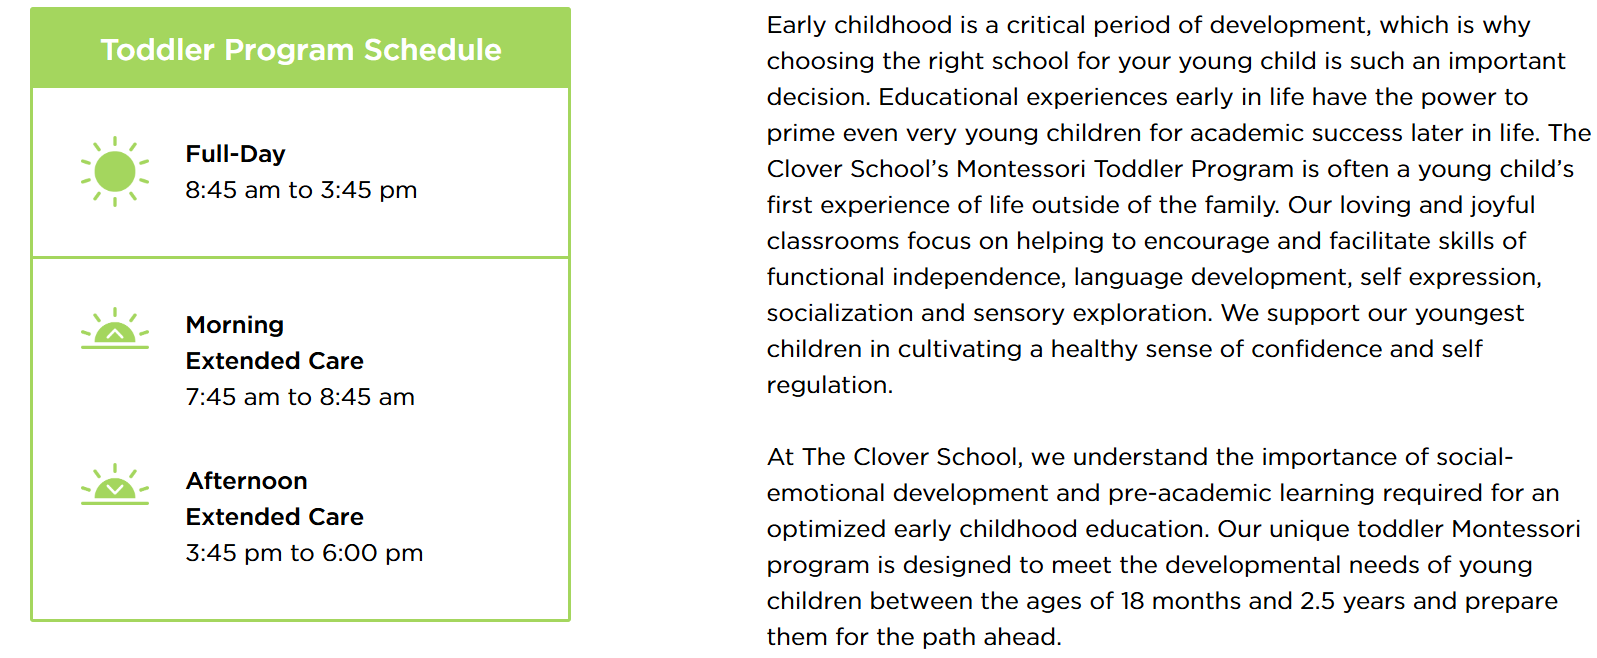 Toddler Program Schedule
Full-Day
8:45 am to 3:45 pm
Morning
Extended Care
7:45 am to 8:45 am
Afternoon
Extended Care
3:45 pm to 6:00 pm
Early childhood is a critical period of development, which is why
choosing the right school for your young child is such an important
decision. Educational experiences early in life have the power to
prime even very young children for academic success later in life. The
Clover School’s Montessori Toddler Program is often a young child’s
first experience of life outside of the family. Our loving and joyful
classrooms focus on helping to encourage and facilitate skills of
functional independence, language development, self expression,
socialization and sensory exploration. We support our youngest
children in cultivating a healthy sense of confidence and self
regulation.
At The Clover School, we understand the importance of social-
emotional development and pre-academic learning required for an
optimized early childhood education. Our unique toddler Montessori
program is designed to meet the developmental needs of young
children between the ages of 18 months and 2.5 years and prepare
them for the path ahead.